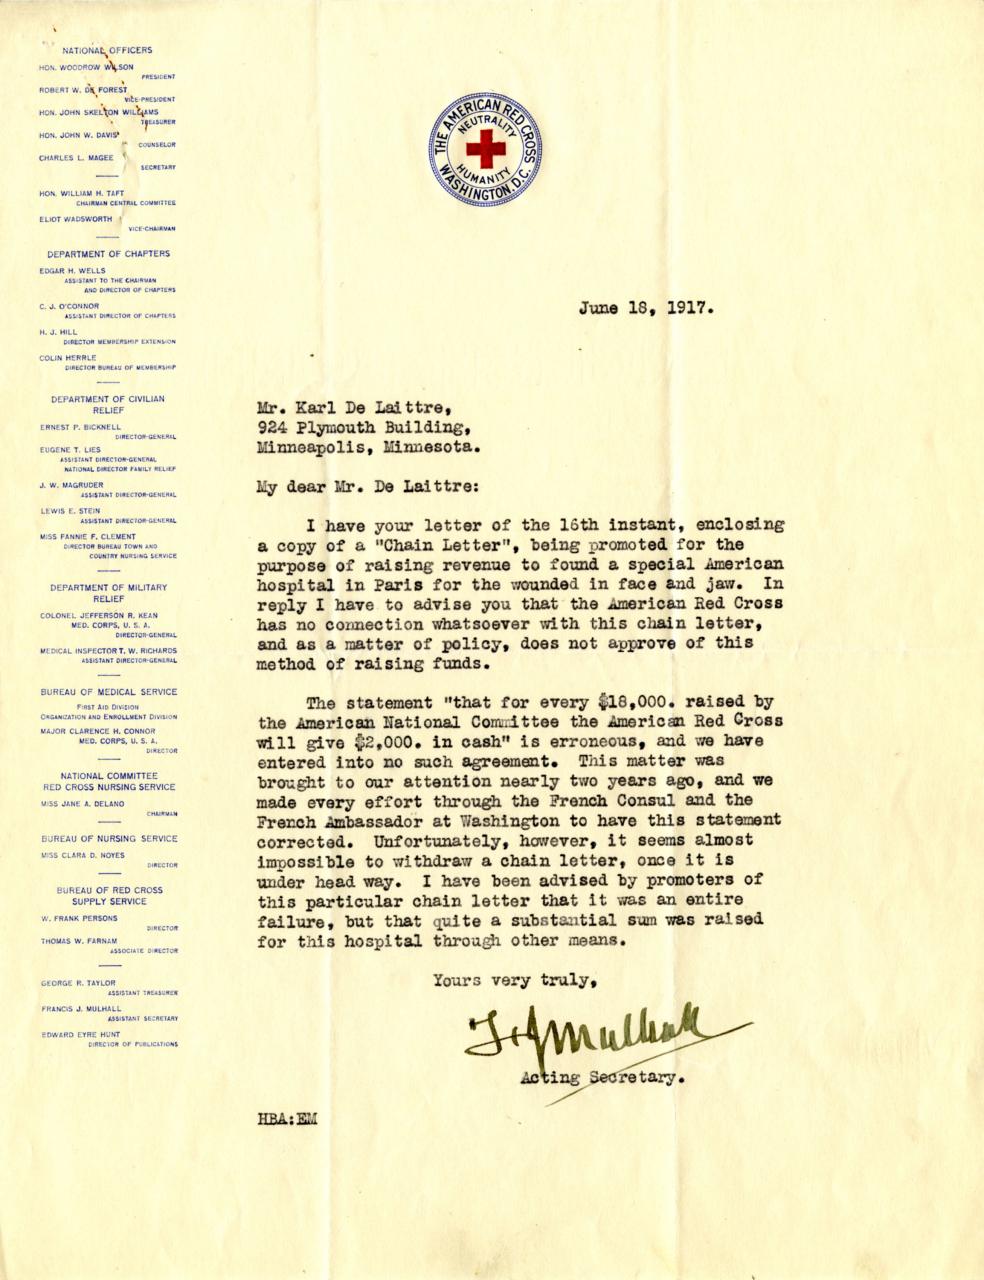 NATIONAL OFFICERS
HON. WOODROW WILSON
PRESIDENT
ROBERT W. DE FOREST
VICE-PRESIDENT
HON. JOHN SKELTON WILLIAMS
TREASURER
HON. JOHN W. DAVIS
COUNSELOR
CHARLES L. MAGEE
SECRETARY
HON. WILLIAM H. TAFT
CHAIRMAN CENTRAL COMMITTEE
ELIOT WADSWORTH
VICE-CHAIRMAN
DEPARTMENT OF CHAPTERS
EDGAR H. WELLS
ASSISTANT TO THE CHAIRMAN
AND DIRECTOR OF CHAPTERS
C. J. O'CONNOR
ASSISTANT DIRECTOR OF CHAPTERS
H. J. HILL
DIRECTOR MEMBERSHIP EXTENSION
COLIN HERRLE
DIRECTOR BUREAU OF MEMBERSHIP
DEPARTMENT OF CIVILIAN
RELIEF
ERNEST P. BICKNELL
DIRECTOR-GENERAL
EUGENE T. LIES
ASSISTANT DIRECTOR-GENERAL
NATIONAL DIRECTOR FAMILY RELIEF
J. W. MAGRUDER
ASSISTANT DIRECTOR-GENERAL
LEWIS E. STEIN
ASSISTANT DIRECTOR-GENERAL
MISS FANNIE F. CLEMENT
DIRECTOR BUREAU TOWN AND
COUNTRY NURSING SERVICE
DEPARTMENT OF MILITARY
RELIEF
COLONEL JEFFERSON R. KEAN
MED. CORPS, U. S. A.
DIRECTOR-GENERAL
MEDICAL INSPECTOR T. W. RICHARDS
ASSISTANT DIRECTOR-GENERAL
BUREAU OF MEDICAL SERVICE
FIRST AID DIVISION
ORGANIZATION AND ENROLLMENT DIVISION
MAJOR CLARENCE H. CONNOR
MED. CORPS, U. S. A.
DIRECTOR
NATIONAL COMMITTEE
RED CROSS NURSING SERVICE
MISS JANE A. DELANO
CHAIRMAN
BUREAU OF NURSING SERVICE
MISS CLARA D. NOYES
DIRECTOR
BUREAU OF RED CROSS
SUPPLY SERVICE
W. FRANK PERSONS
DIRECTOR
THOMAS W. FARNAM
ASSOCIATE DIRECTOR
GEORGE R. TAYLOR
ASSISTANT TREASURER
FRANCIS J. MULHALL
ASSISTANT SECRETARY
EDWARD EYRE HUNT
DIRECTOR OF PUBLICATIONS
THE AMERICAN RED CROSS
NEUTRALITY
HUMANITY
WASHINGTON, D.C.
June 18, 1917.
Mr. Karl De Laittre,
924 Plymouth Building,
Minneapolis, Minnesota.
My dear Mr. De Laittre:
I have your letter of the 16th instant, enclosing
a copy of a "Chain Letter", being promoted for the
purpose of raising revenue to found a special American
hospital in Paris for the wounded in face and jaw. In
reply I have to advise you that the American Red Cross
has no connection whatsoever with this chain letter,
and as a matter of policy, does not approve of this
method of raising funds.
The statement "that for every $18,000. raised by
the American National Committee the American Red Cross
will give $2,000. in cash" is erroneous, and we have
entered into no such agreement. This matter was
brought to our attention nearly two years ago, and we
made every effort through the French Consul and the
French Ambassador at Washington to have this statement
corrected. Unfortunately, however, it seems almost
impossible to withdraw a chain letter, once it is
under head way. I have been advised by promoters of
this particular chain letter that it was an entire
failure, but that quite a substantial sum was raised
for this hospital through other means.
Yours very truly,
F J Mulhall
Acting Secretary.
HBA:EM